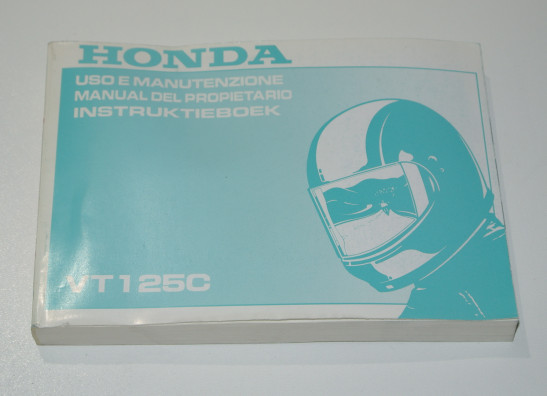 HONDA
USO E MANUTENZIONE
MANUAL DEL PROPIETARIO
INSTRUKTIEBOEK
VT125C